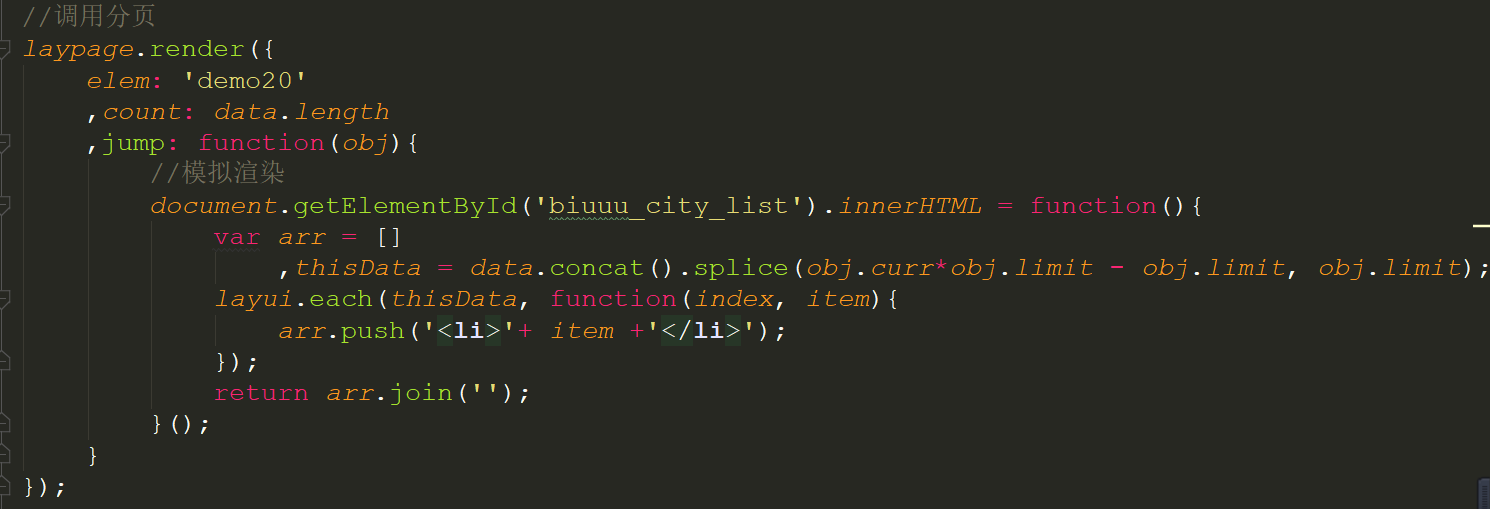 //调用分页
laypage.render({
    elem: 'demo20'
    ,count: data.length
    ,jump: function(obj){
        //模拟渲染
        document.getElementById('biuuu_city_list').innerHTML = function(){
            var arr = []
                ,thisData = data.concat().splice(obj.curr*obj.limit - obj.limit, obj.limit);
            layui.each(thisData, function(index, item){
                arr.push('<li>'+ item +'</li>');
            });
            return arr.join('');
        }();
    }
});